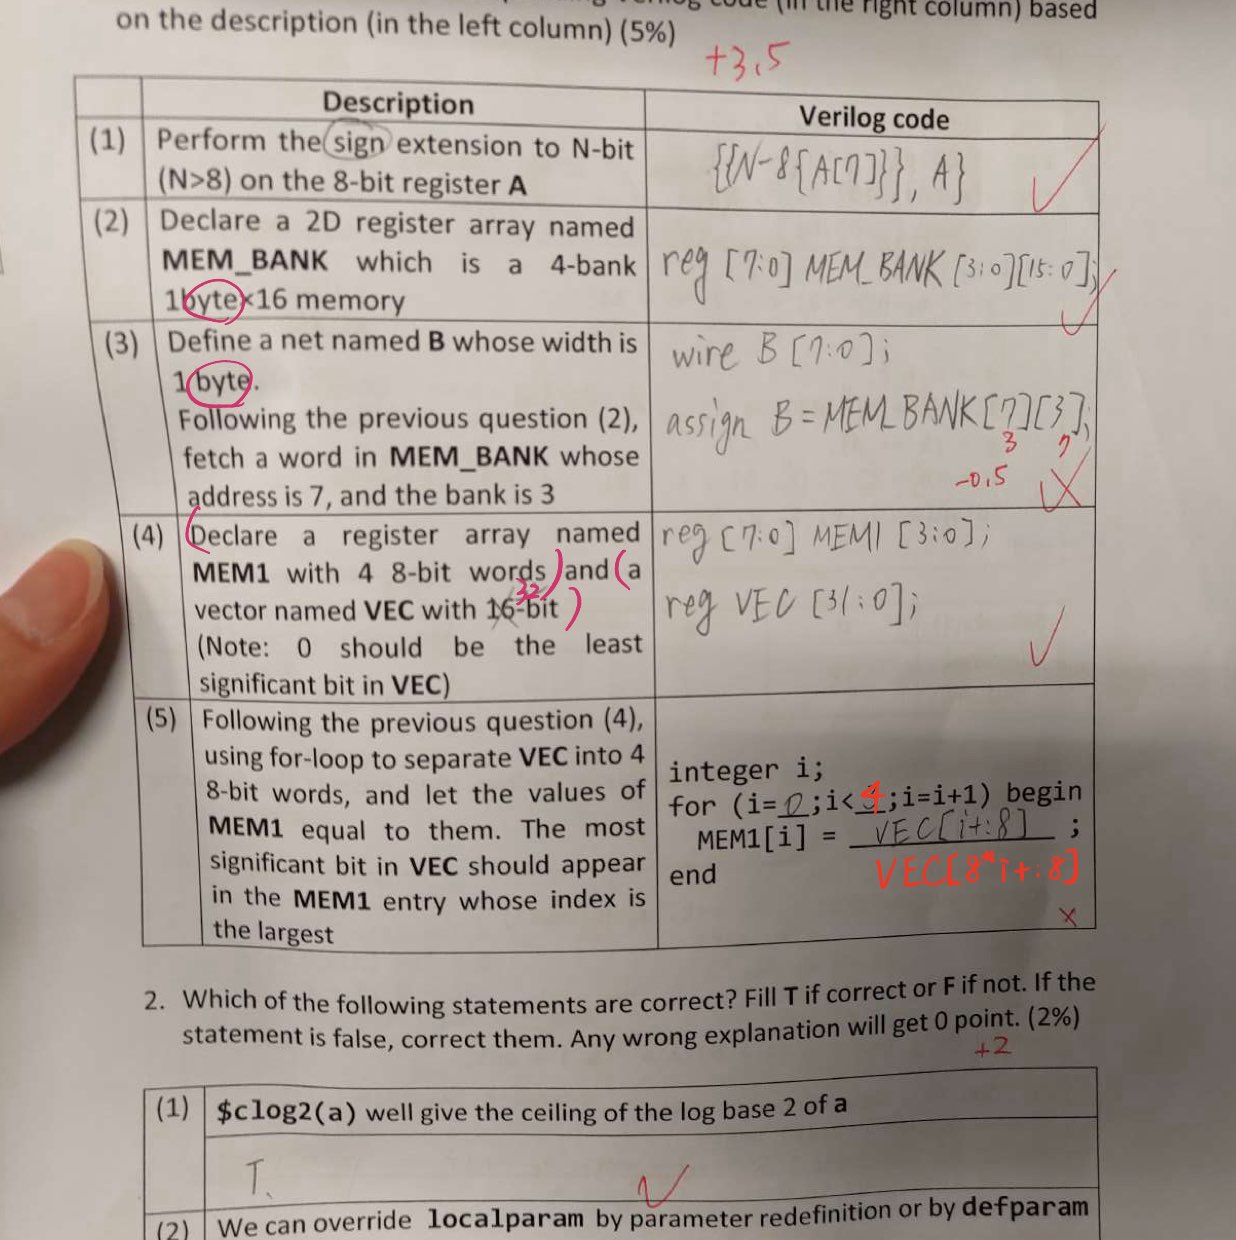 code (in the right column) based
on the description (in the left column) (5%)
+3.5
Description
Verilog code
(1)
Perform the sign extension to N-bit
(N>8) on the 8-bit register A
{{N-8{A[7]}}, A}
(2)
Declare a 2D register array named
MEM_BANK which is a 4-bank
1byte×16 memory
reg [7:0] MEM_BANK [3:0][15:0];
(3)
Define a net named B whose width is
1 byte.
Following the previous question (2),
fetch a word in MEM_BANK whose
address is 7, and the bank is 3
wire B [7:0];
assign B = MEM_BANK[7][3];
3 7
-0.5
(4)
Declare a register array named
MEM1 with 4 8-bit words and a
32
vector named VEC with 16-bit
(Note: 0 should be the least
significant bit in VEC)
reg [7:0] MEM1 [3:0];
reg VEC [31:0];
(5)
Following the previous question (4),
using for-loop to separate VEC into 4
8-bit words, and let the values of
MEM1 equal to them. The most
significant bit in VEC should appear
in the MEM1 entry whose index is
the largest
integer i;
for (i=0;i<4;i=i+1) begin
MEM1[i] = VEC[i+:8] ;
end
VEC[8*i+:8]
2. Which of the following statements are correct? Fill T if correct or F if not. If the
statement is false, correct them. Any wrong explanation will get 0 point. (2%)
+2
(1)
$clog2(a) well give the ceiling of the log base 2 of a
T.
(2)
We can override localparam by parameter redefinition or by defparam